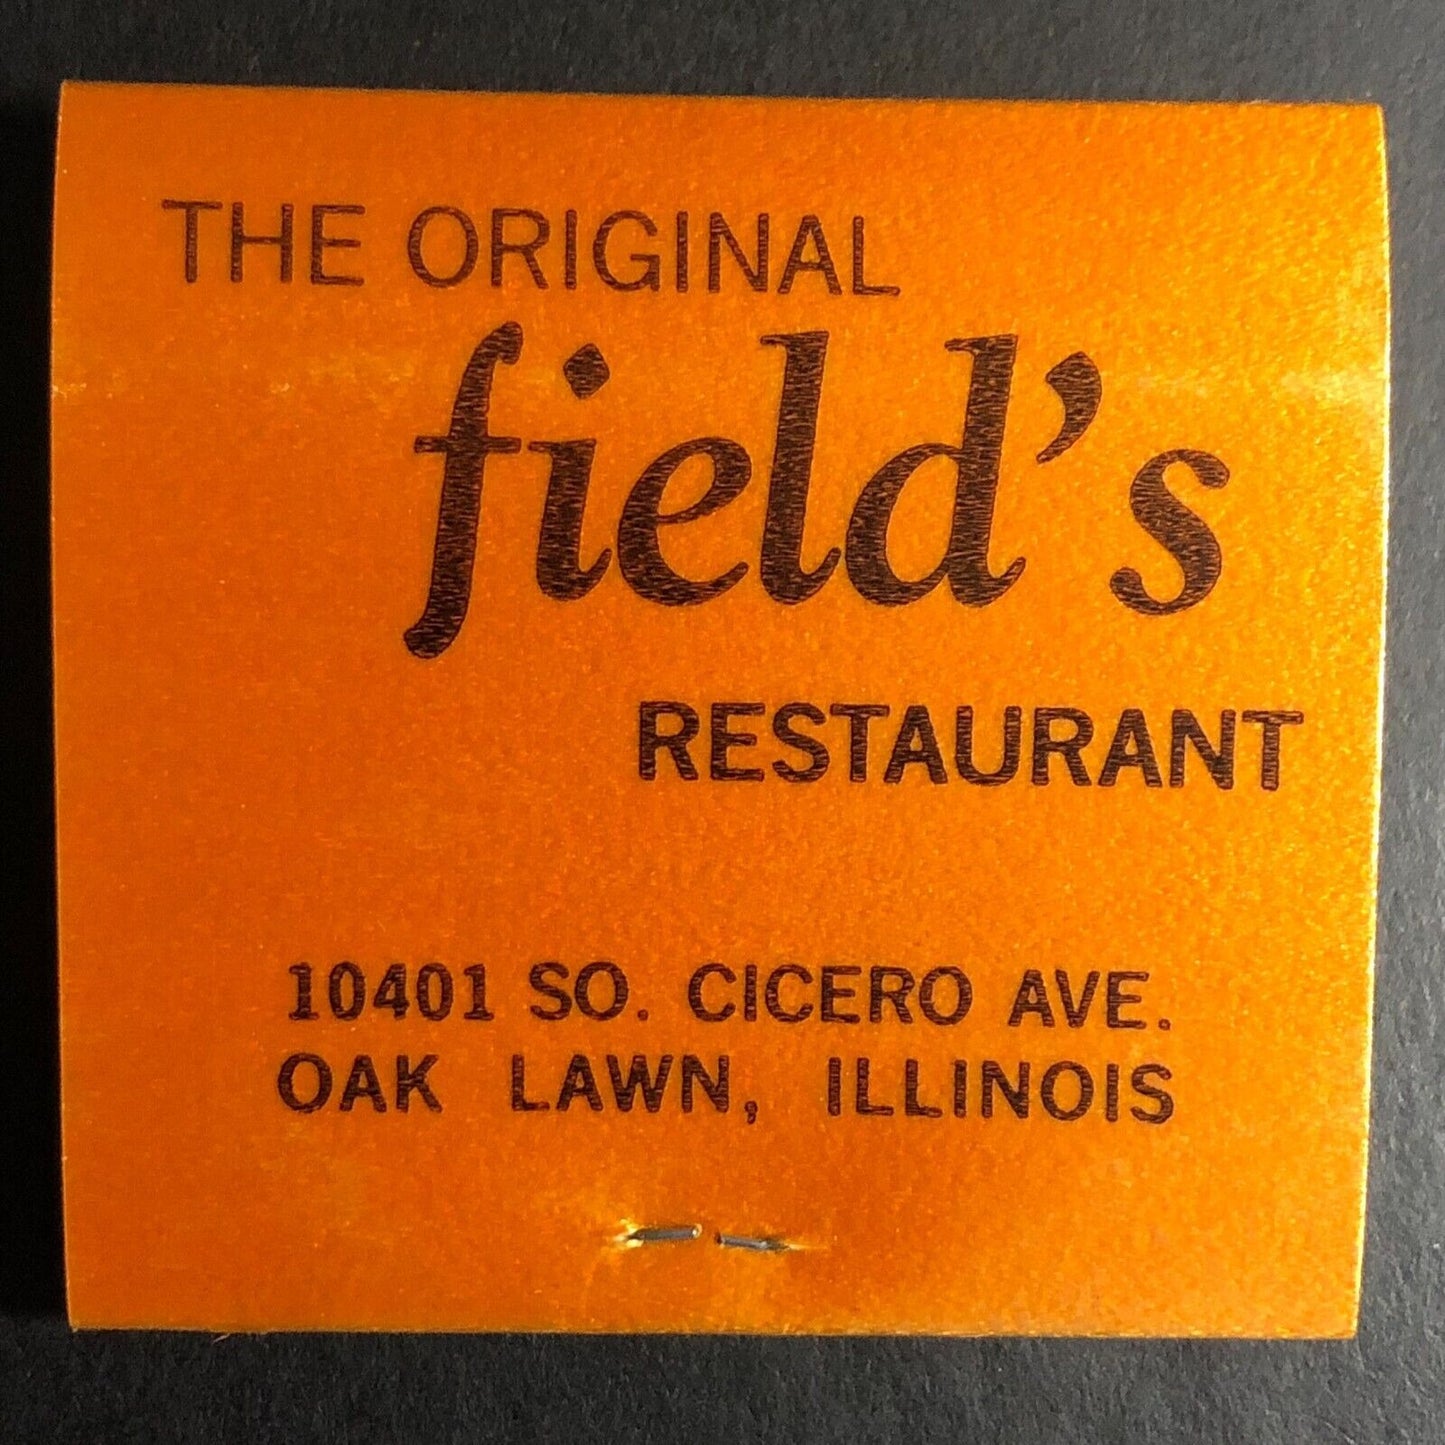 THE ORIGINAL
field's
RESTAURANT
10401 SO. CICERO AVE.
OAK LAWN, ILLINOIS